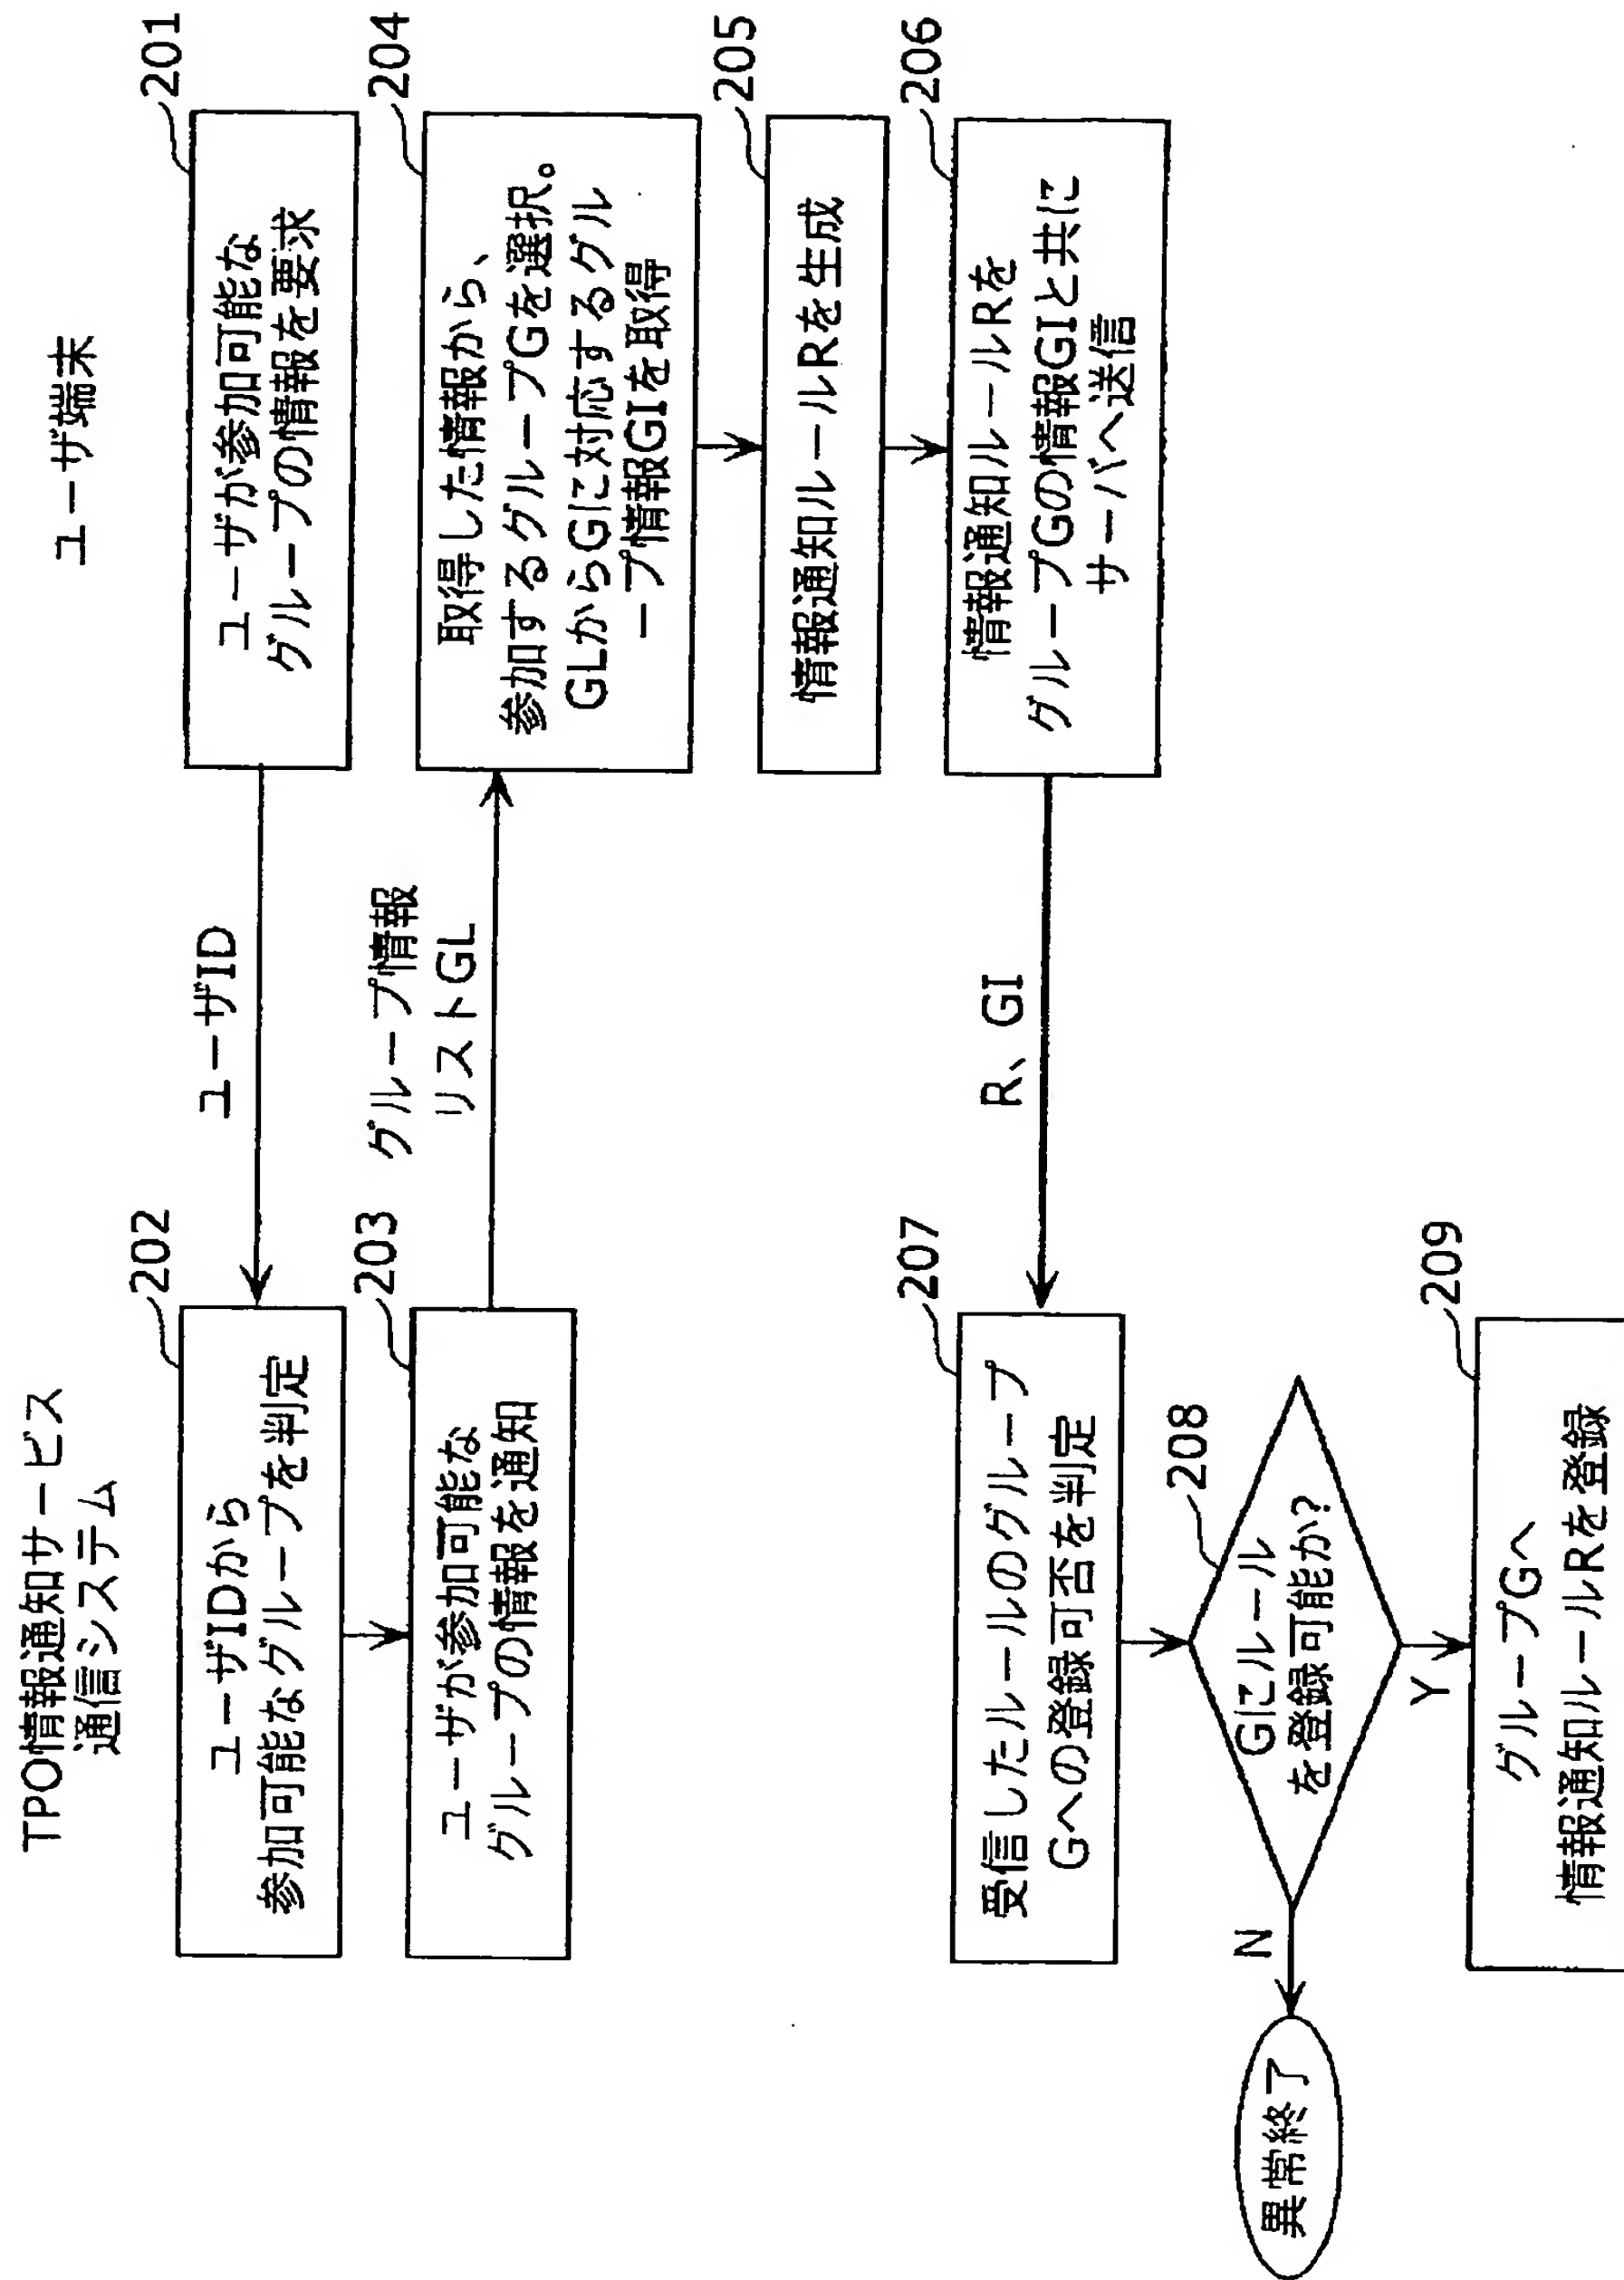 TPO情報通知サービス
通信システム
ユーザ端末
201
ユーザが参加可能な
グループの情報を要求
ユーザID
202
ユーザIDから
参加可能なグループを判定
203
ユーザが参加可能な
グループの情報を通知
グループ情報
リストGL
204
取得した情報から、
参加するグループGを選択。
GLからGに対応するグル
ープ情報GIを取得
205
情報通知ルールRを生成
206
情報通知ルールRを
グループGの情報GIと共に
サーバへ送信
R、GI
207
受信したルールのグループ
Gへの登録可否を判定
208
Gにルール
を登録可能か?
N
異常終了
Y
209
グループGへ
情報通知ルールRを登録